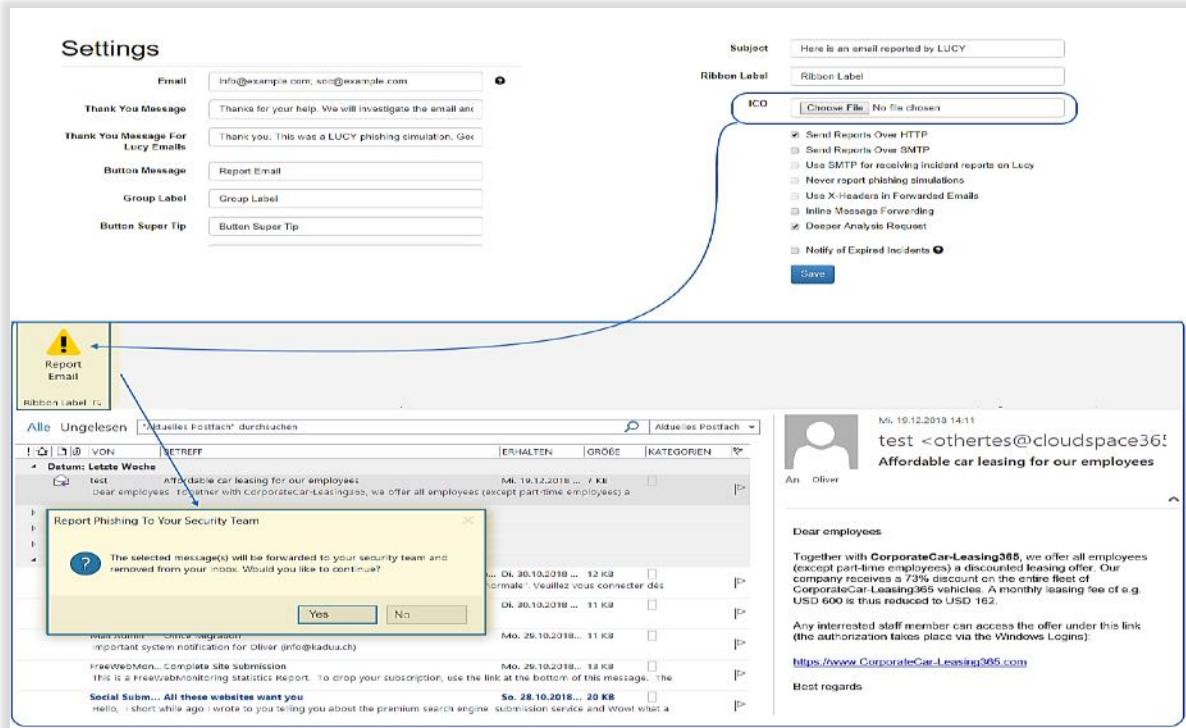 Settings
Email
info@example.com; soc@example.com
Thank You Message
Thanks for your help. We will investigate the email and
Thank You Message For
Lucy Emails
Thank you. This was a LUCY phishing simulation. Goo
Button Message
Report Email
Group Label
Group Label
Button Super Tip
Button Super Tip
Subject
Here is an email reported by LUCY
Ribbon Label
Ribbon Label
ICO
Choose File No file chosen
Send Reports Over HTTP
Send Reports Over SMTP
Use SMTP for receiving incident reports on Lucy
Never report phishing simulations
Use X-Headers in Forwarded Emails
Inline Message Forwarding
Deeper Analysis Request
Notify of Expired Incidents
Save
Report
Email
Ribbon Label
Alle Ungelesen "Aktuelles Postfach" durchsuchen Aktuelles Postfach
VON BETREFF ERHALTEN GRÖßE KATEGORIEN
Datum: Letzte Woche
test Affordable car leasing for our employees Mi. 19.12.2018 ... 7 KB
Dear employees Together with CorporateCar-Leasing365, we offer all employees (except part-time employees) a
Report Phishing To Your Security Team
The selected message(s) will be forwarded to your security team and
removed from your inbox. Would you like to continue?
Yes No
Di. 30.10.2018 ... 12 KB
normale". Veuillez vous connecter dès
Di. 30.10.2018 ... 11 KB
Mail Admin Office Migration Mo. 29.10.2018... 11 KB
Important system notification for Oliver (info@kaduu.ch)
FreeWebMon... Complete Site Submission Mo. 29.10.2018... 13 KB
This is a FreeWebMonitoring Statistics Report. To drop your subscription, use the link at the bottom of this message. The
Social Subm... All these websites want you So. 28.10.2018... 20 KB
Hello, I short while ago I wrote to you telling you about the premium search engine submission service and Wow! what a
Mi. 19.12.2018 14:11
test <othertes@cloudspace365
Affordable car leasing for our employees
An Oliver
Dear employees
Together with CorporateCar-Leasing365, we offer all employees
(except part-time employees) a discounted leasing offer. Our
company receives a 73% discount on the entire fleet of
CorporateCar-Leasing365 vehicles. A monthly leasing fee of e.g.
USD 600 is thus reduced to USD 162.
Any interrested staff member can access the offer under this link
(the authorization takes place via the Windows Logins):
https://www.CorporateCar-Leasing365.com
Best regards